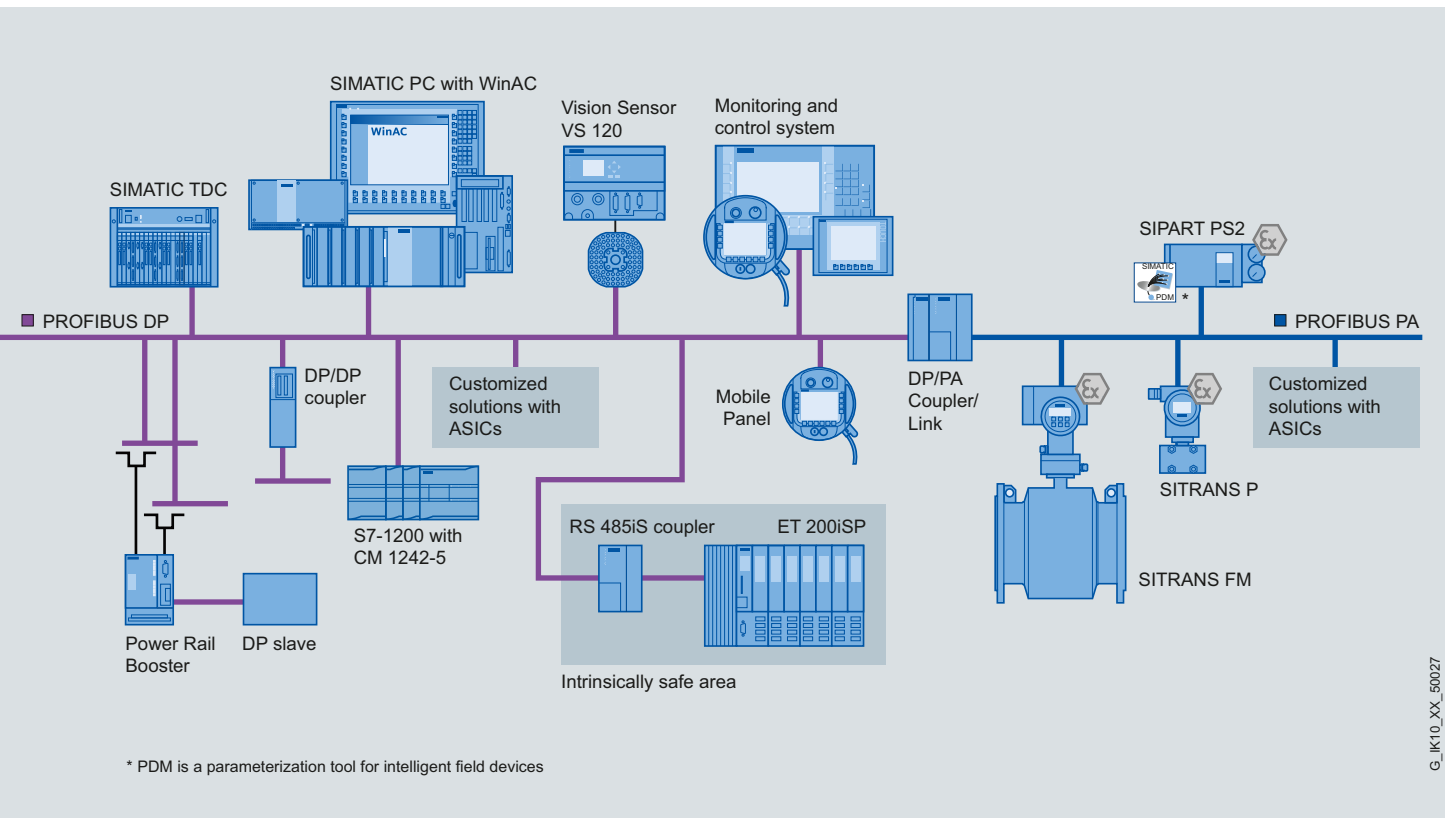 SIMATIC PC with WinAC
WinAC
Vision Sensor
VS 120
Monitoring and
control system
SIMATIC TDC
SIPART PS2
Ex
SIMATIC
PDM
*
PROFIBUS DP
PROFIBUS PA
DP/DP
coupler
Customized
solutions with
ASICs
Mobile
Panel
DP/PA
Coupler/
Link
Ex
Ex
Customized
solutions with
ASICs
SITRANS P
S7-1200 with
CM 1242-5
RS 485iS coupler
ET 200iSP
SITRANS FM
Power Rail
Booster
DP slave
Intrinsically safe area
* PDM is a parameterization tool for intelligent field devices
G_IK10_XX_50027